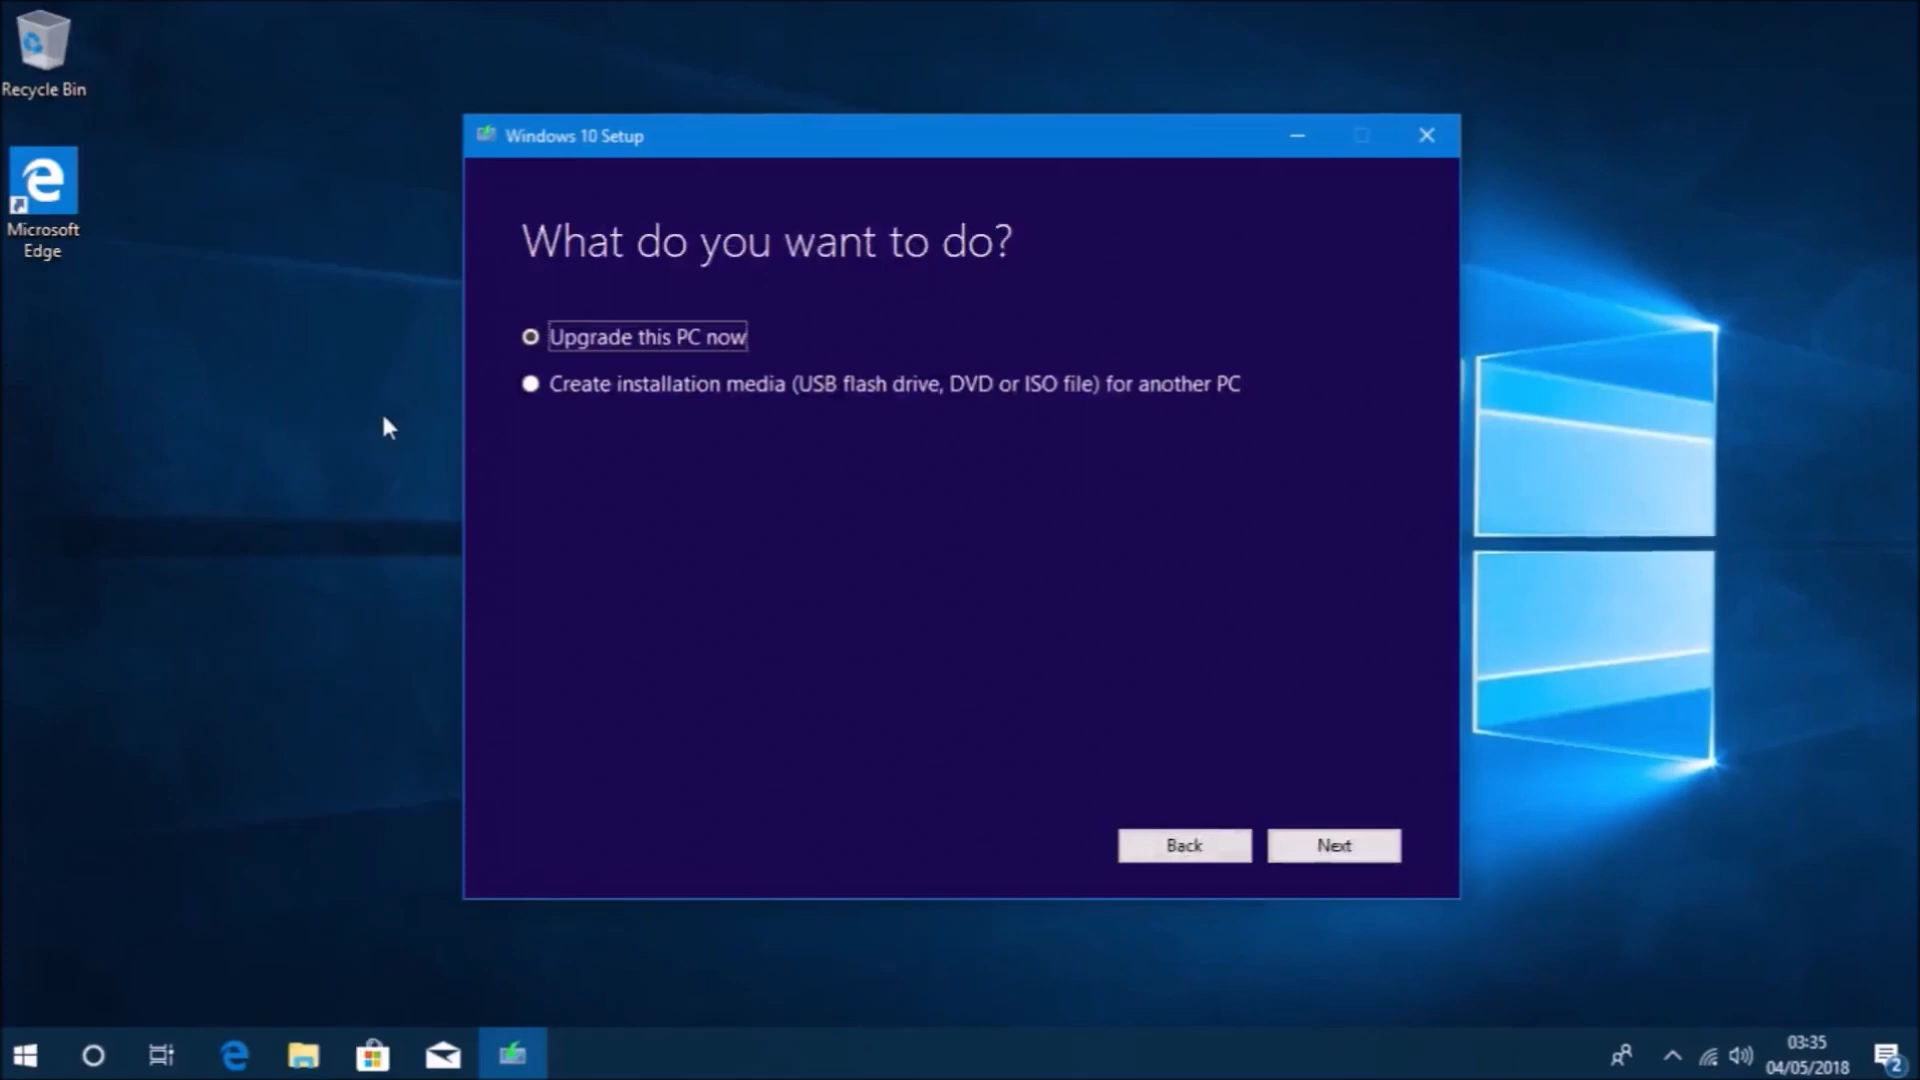 Recycle Bin
Microsoft
Edge
Windows 10 Setup
What do you want to do?
Upgrade this PC now
Create installation media (USB flash drive, DVD or ISO file) for another PC
Back
Next
03:35
04/05/2018
2